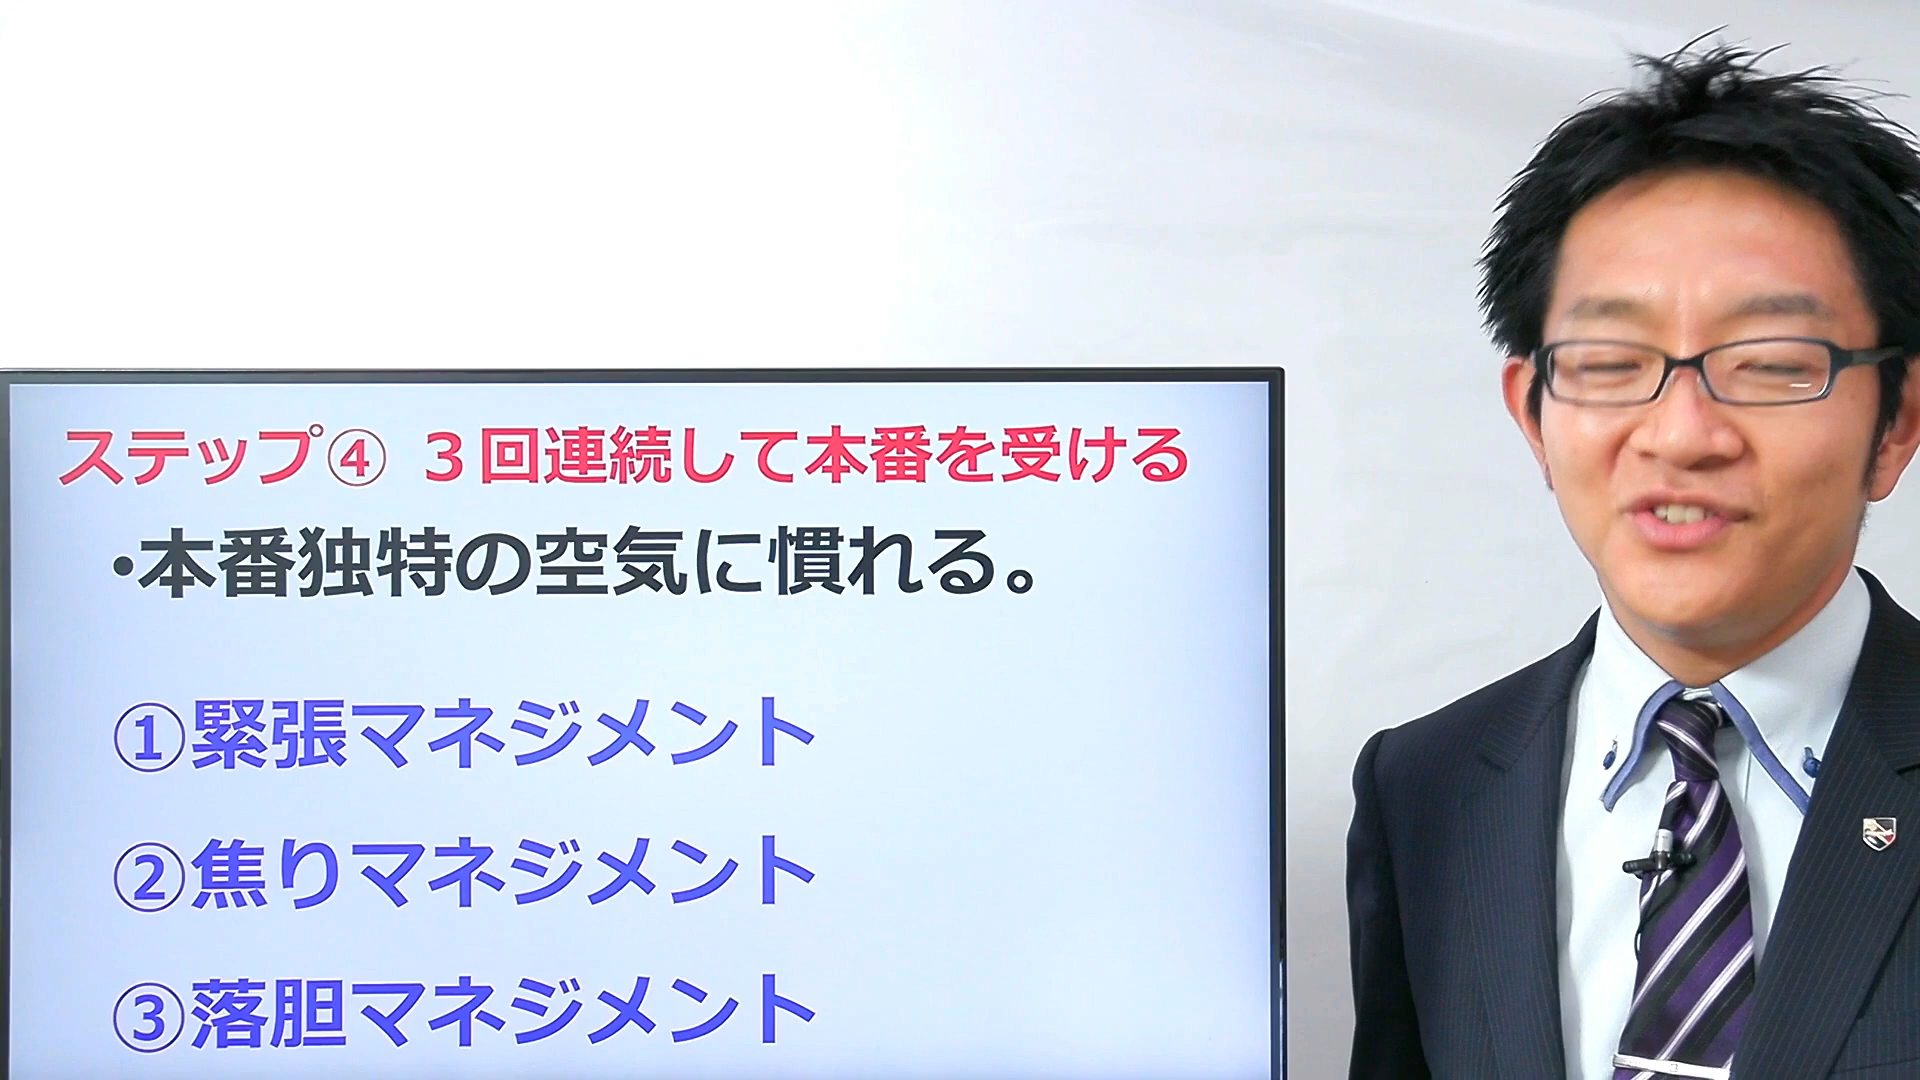 ステップ④ ３回連続して本番を受ける
・本番独特の空気に慣れる。
①緊張マネジメント
②焦りマネジメント
③落胆マネジメント